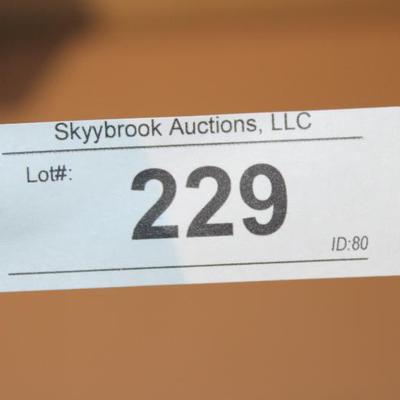 Skyybrook Auctions, LLC
Lot#:
229
ID:80